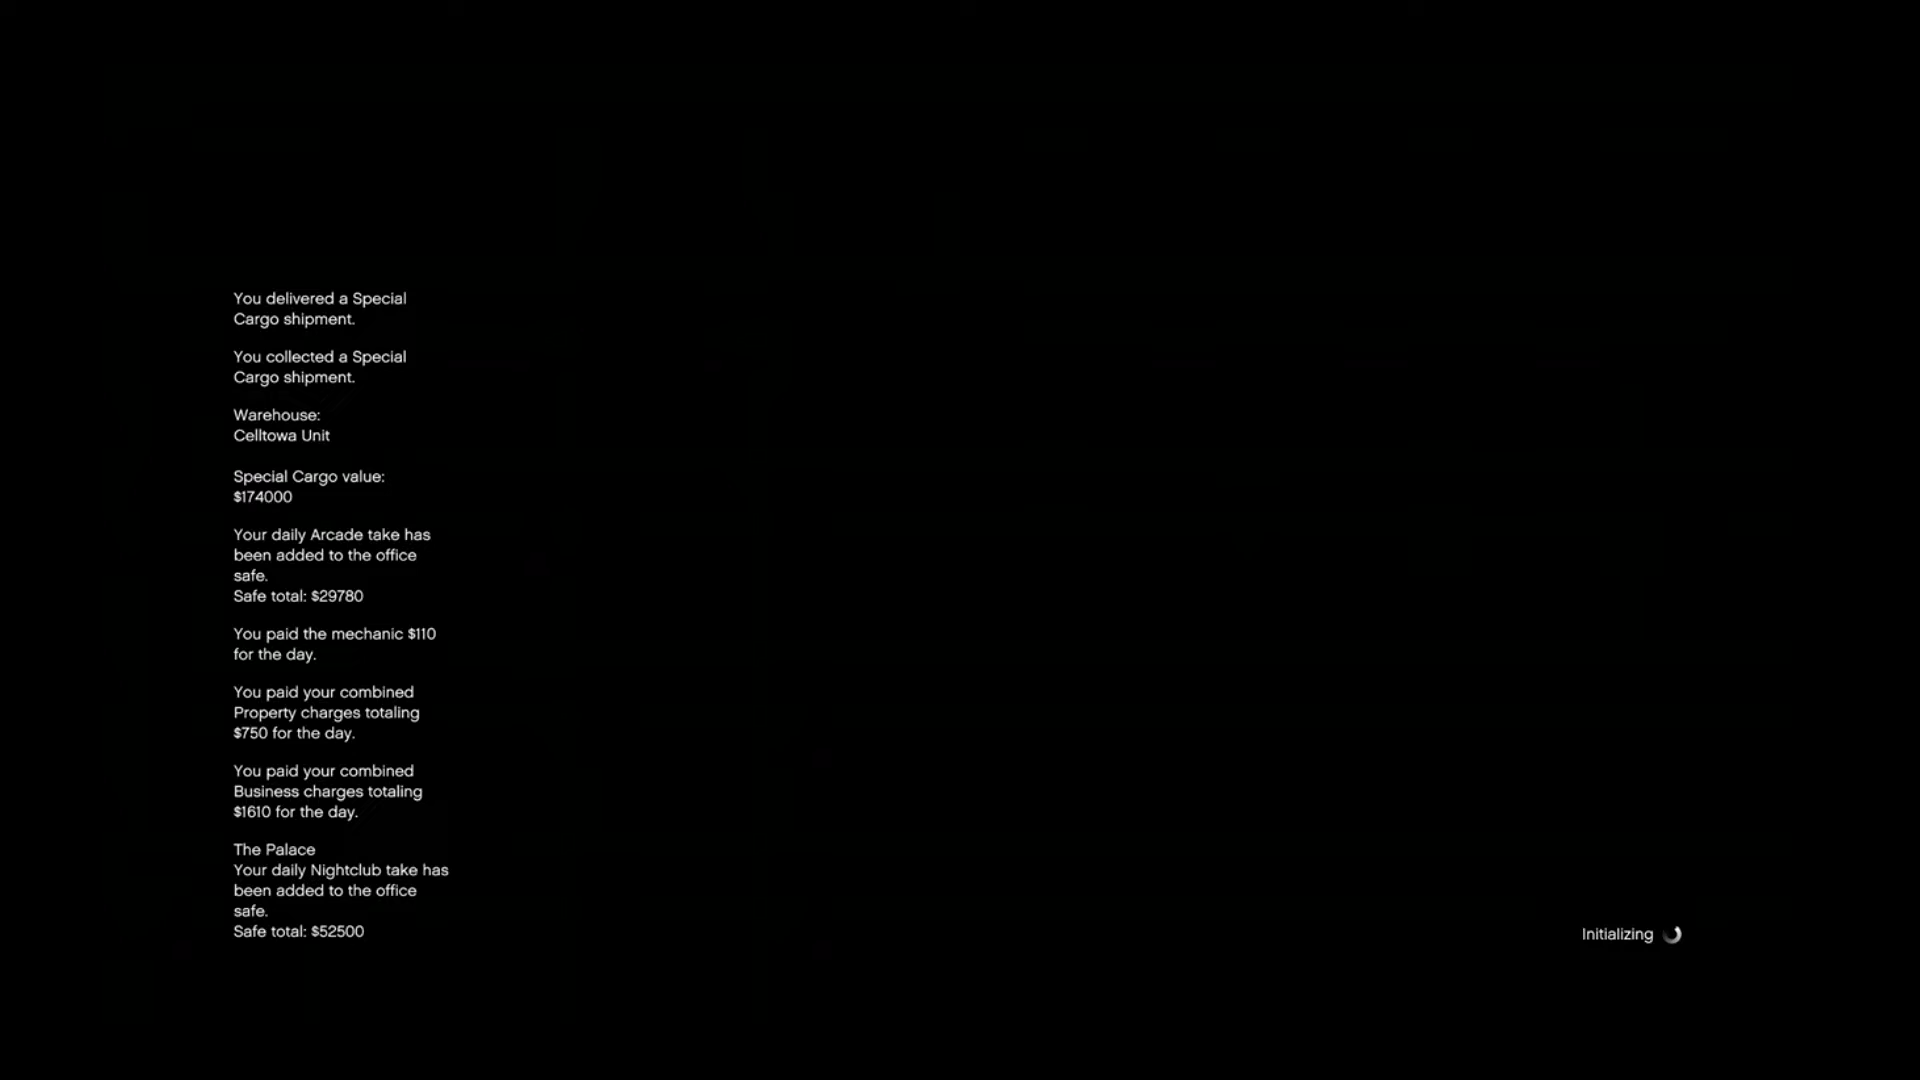 You delivered a Special
Cargo shipment.
You collected a Special
Cargo shipment.
Warehouse:
Celltowa Unit
Special Cargo value:
$174000
Your daily Arcade take has
been added to the office
safe.
Safe total: $29780
You paid the mechanic $110
for the day.
You paid your combined
Property charges totaling
$750 for the day.
You paid your combined
Business charges totaling
$1610 for the day.
The Palace
Your daily Nightclub take has
been added to the office
safe.
Safe total: $52500
Initializing